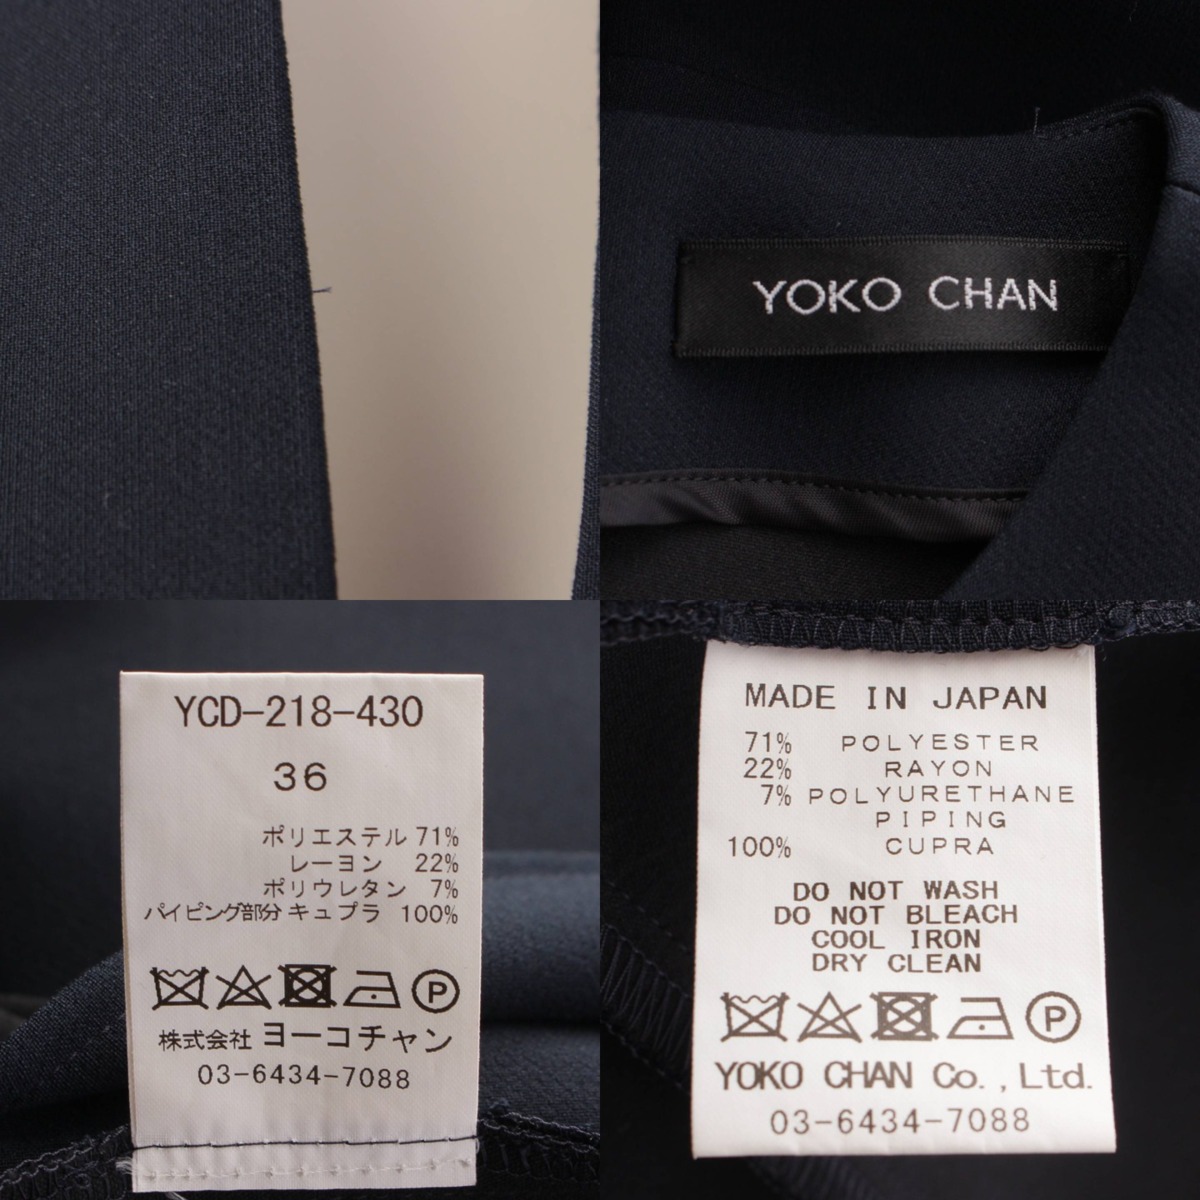 YOKO CHAN
YCD-218-430
36
ポリエステル 71%
レーヨン 22%
ポリウレタン 7%
パイピング部分 キュプラ 100%
P
株式会社 ヨーコチャン
03-6434-7088
MADE IN JAPAN
71% POLYESTER
22% RAYON
7% POLYURETHANE
PIPING
100% CUPRA
DO NOT WASH
DO NOT BLEACH
COOL IRON
DRY CLEAN
P
YOKO CHAN Co.,Ltd.
03-6434-7088